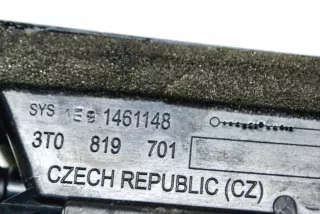 SYS 1461148
3T0 819 701
CZECH REPUBLIC (CZ)